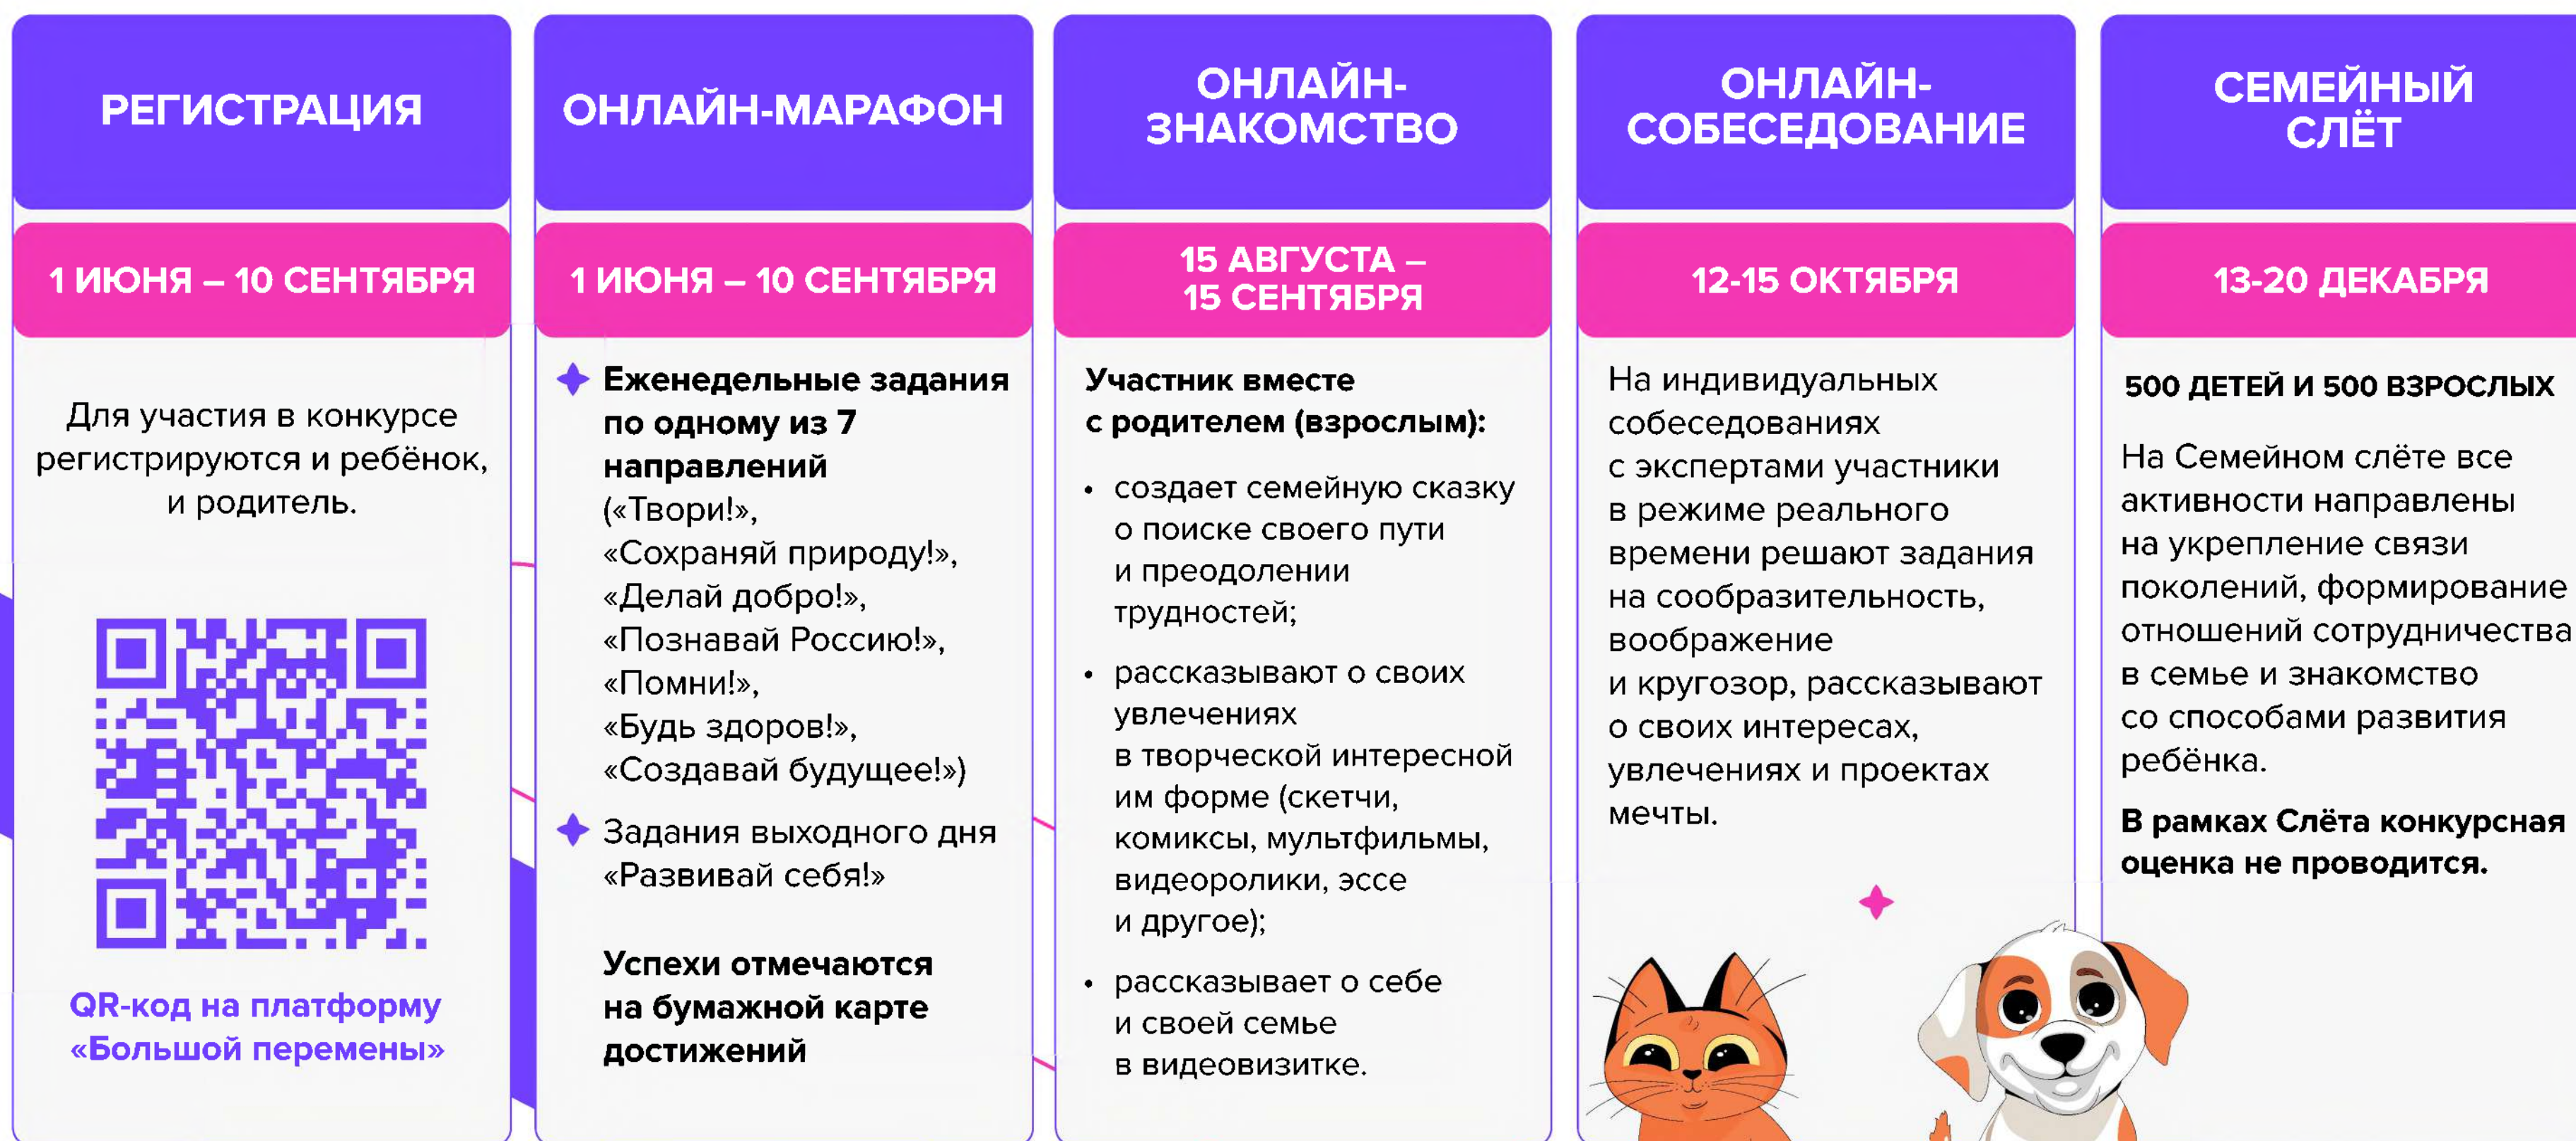 РЕГИСТРАЦИЯ
1 ИЮНЯ – 10 СЕНТЯБРЯ
Для участия в конкурсе
регистрируются и ребёнок,
и родитель.
QR-код на платформу
«Большой перемены»
ОНЛАЙН-МАРАФОН
1 ИЮНЯ – 10 СЕНТЯБРЯ
Еженедельные задания
по одному из 7
направлений
(«Твори!»,
«Сохраняй природу!»,
«Делай добро!»,
«Познавай Россию!»,
«Помни!»,
«Будь здоров!»,
«Создавай будущее!»)
Задания выходного дня
«Развивай себя!»
Успехи отмечаются
на бумажной карте
достижений
ОНЛАЙН-
ЗНАКОМСТВО
15 АВГУСТА –
15 СЕНТЯБРЯ
Участник вместе
с родителем (взрослым):
• создает семейную сказку
о поиске своего пути
и преодолении
трудностей;
• рассказывают о своих
увлечениях
в творческой интересной
им форме (скетчи,
комиксы, мультфильмы,
видеоролики, эссе
и другое);
• рассказывает о себе
и своей семье
в видеовизитке.
ОНЛАЙН-
СОБЕСЕДОВАНИЕ
12-15 ОКТЯБРЯ
На индивидуальных
собеседованиях
с экспертами участники
в режиме реального
времени решают задания
на сообразительность,
воображение
и кругозор, рассказывают
о своих интересах,
увлечениях и проектах
мечты.
СЕМЕЙНЫЙ
СЛЁТ
13-20 ДЕКАБРЯ
500 ДЕТЕЙ И 500 ВЗРОСЛЫХ
На Семейном слёте все
активности направлены
на укрепление связи
поколений, формирование
отношений сотрудничества
в семье и знакомство
со способами развития
ребёнка.
В рамках Слёта конкурсная
оценка не проводится.